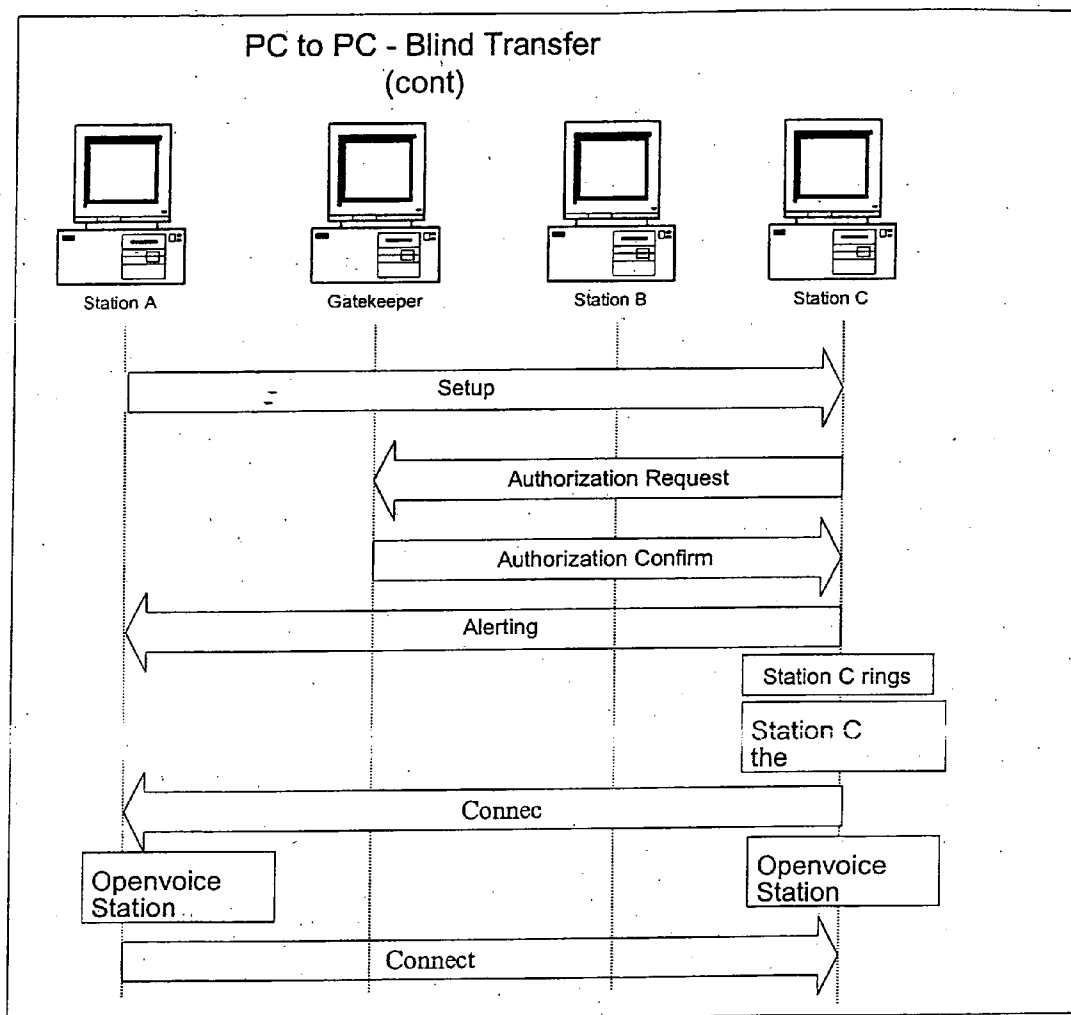 PC to PC - Blind Transfer
(cont)
Station A
Gatekeeper
Station B
Station C
Setup
Authorization Request
Authorization Confirm
Alerting
Station C rings
Station C
the
Connec
Openvoice
Station
Openvoice
Station
Connect